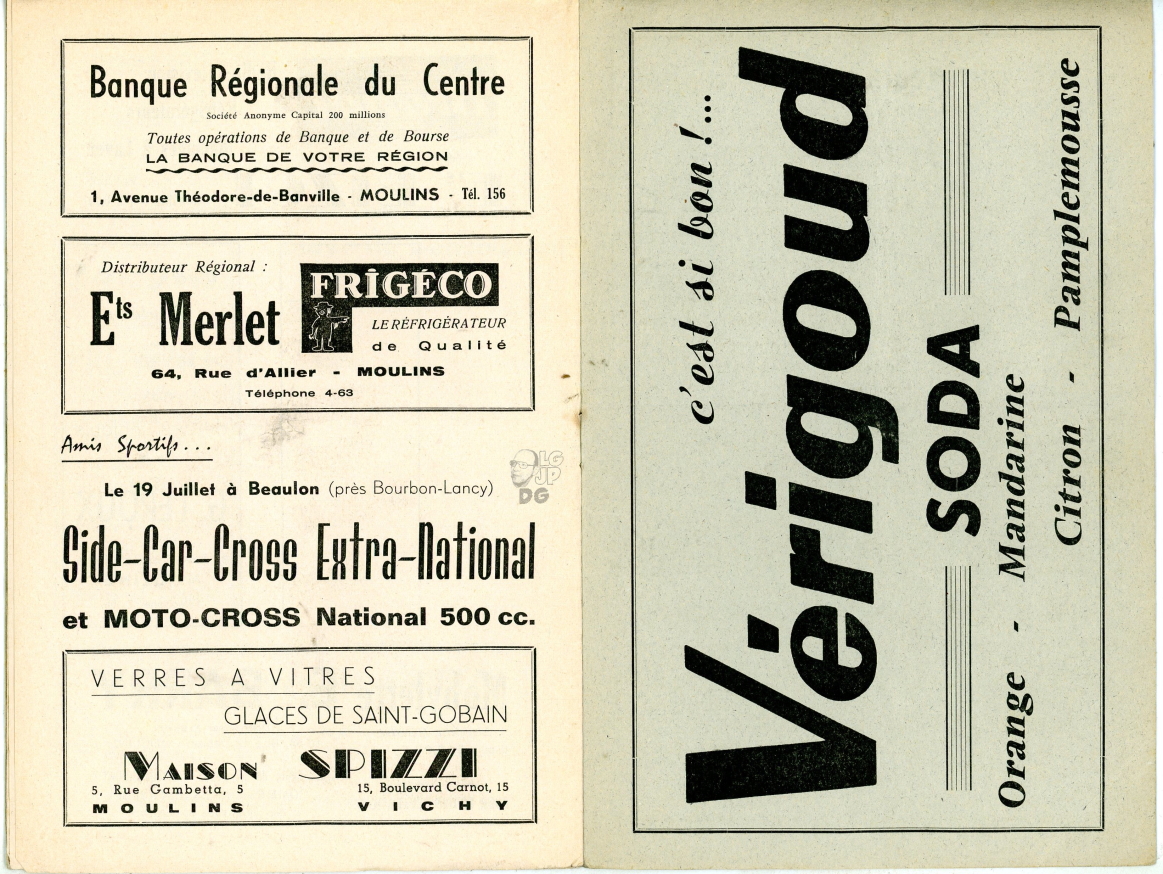 Banque Régionale du Centre
Société Anonyme Capital 200 millions
Toutes opérations de Banque et de Bourse
LA BANQUE DE VOTRE RÉGION
1, Avenue Théodore-de-Banville - MOULINS - Tél. 156
Distributeur Régional :
Ets Merlet
FRIGÉCO
LE RÉFRIGÉRATEUR
de Qualité
64, Rue d'Allier - MOULINS
Téléphone 4-63
Amis Sportifs...
Le 19 Juillet à Beaulon (près Bourbon-Lancy)
LG
JP
DG
Side-Car-Cross Extra-National
et MOTO-CROSS National 500 cc.
VERRES A VITRES
GLACES DE SAINT-GOBAIN
MAISON SPIZZI
5, Rue Gambetta, 5
MOULINS
15, Boulevard Carnot, 15
VICHY
c'est si bon !...
Vérigoud
SODA
Orange - Mandarine
Citron - Pamplemousse